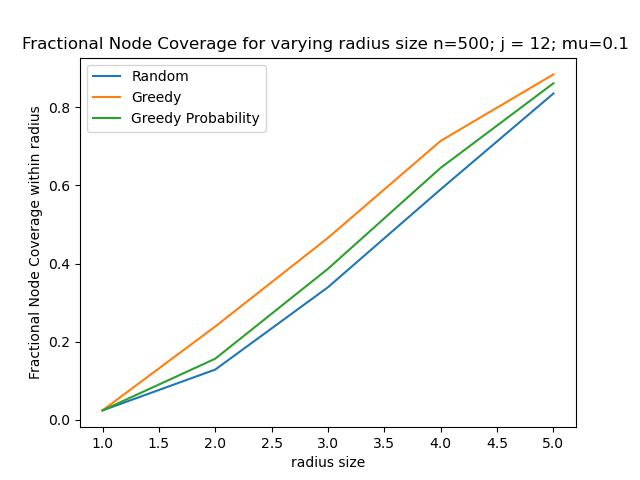 Fractional Node Coverage for varying radius size n=500; j = 12; mu=0.1
Random
Greedy
Greedy Probability
Fractional Node Coverage within radius
0.8
0.6
0.4
0.2
0.0
1.0 1.5 2.0 2.5 3.0 3.5 4.0 4.5 5.0
radius size